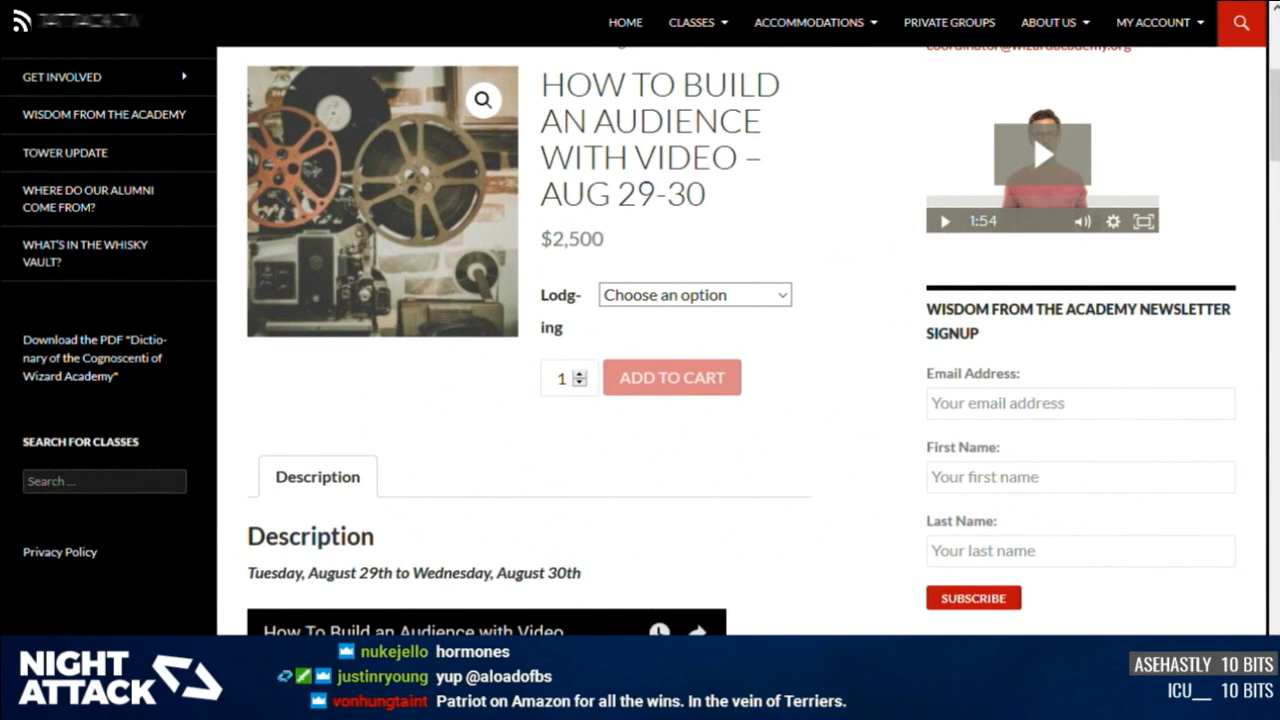 HOME
CLASSES
ACCOMMODATIONS
PRIVATE GROUPS
ABOUT US
MY ACCOUNT
GET INVOLVED
WISDOM FROM THE ACADEMY
TOWER UPDATE
WHERE DO OUR ALUMNI
COME FROM?
WHAT'S IN THE WHISKY
VAULT?
Download the PDF "Dictio-
nary of the Cognoscenti of
Wizard Academy"
SEARCH FOR CLASSES
Search ...
Privacy Policy
HOW TO BUILD
AN AUDIENCE
WITH VIDEO –
AUG 29-30
$2,500
Lodg-
ing
Choose an option
1
ADD TO CART
Description
Description
Tuesday, August 29th to Wednesday, August 30th
How To Build an Audience with Video
coordinator@wizardacademy.org
1:54
WISDOM FROM THE ACADEMY NEWSLETTER
SIGNUP
Email Address:
Your email address
First Name:
Your first name
Last Name:
Your last name
SUBSCRIBE
NIGHT
ATTACK
nukejello hormones
justinryoung yup @aloadofbs
vonhungtaint Patriot on Amazon for all the wins. In the vein of Terriers.
ASEHASTLY 10 BITS
ICU__ 10 BITS